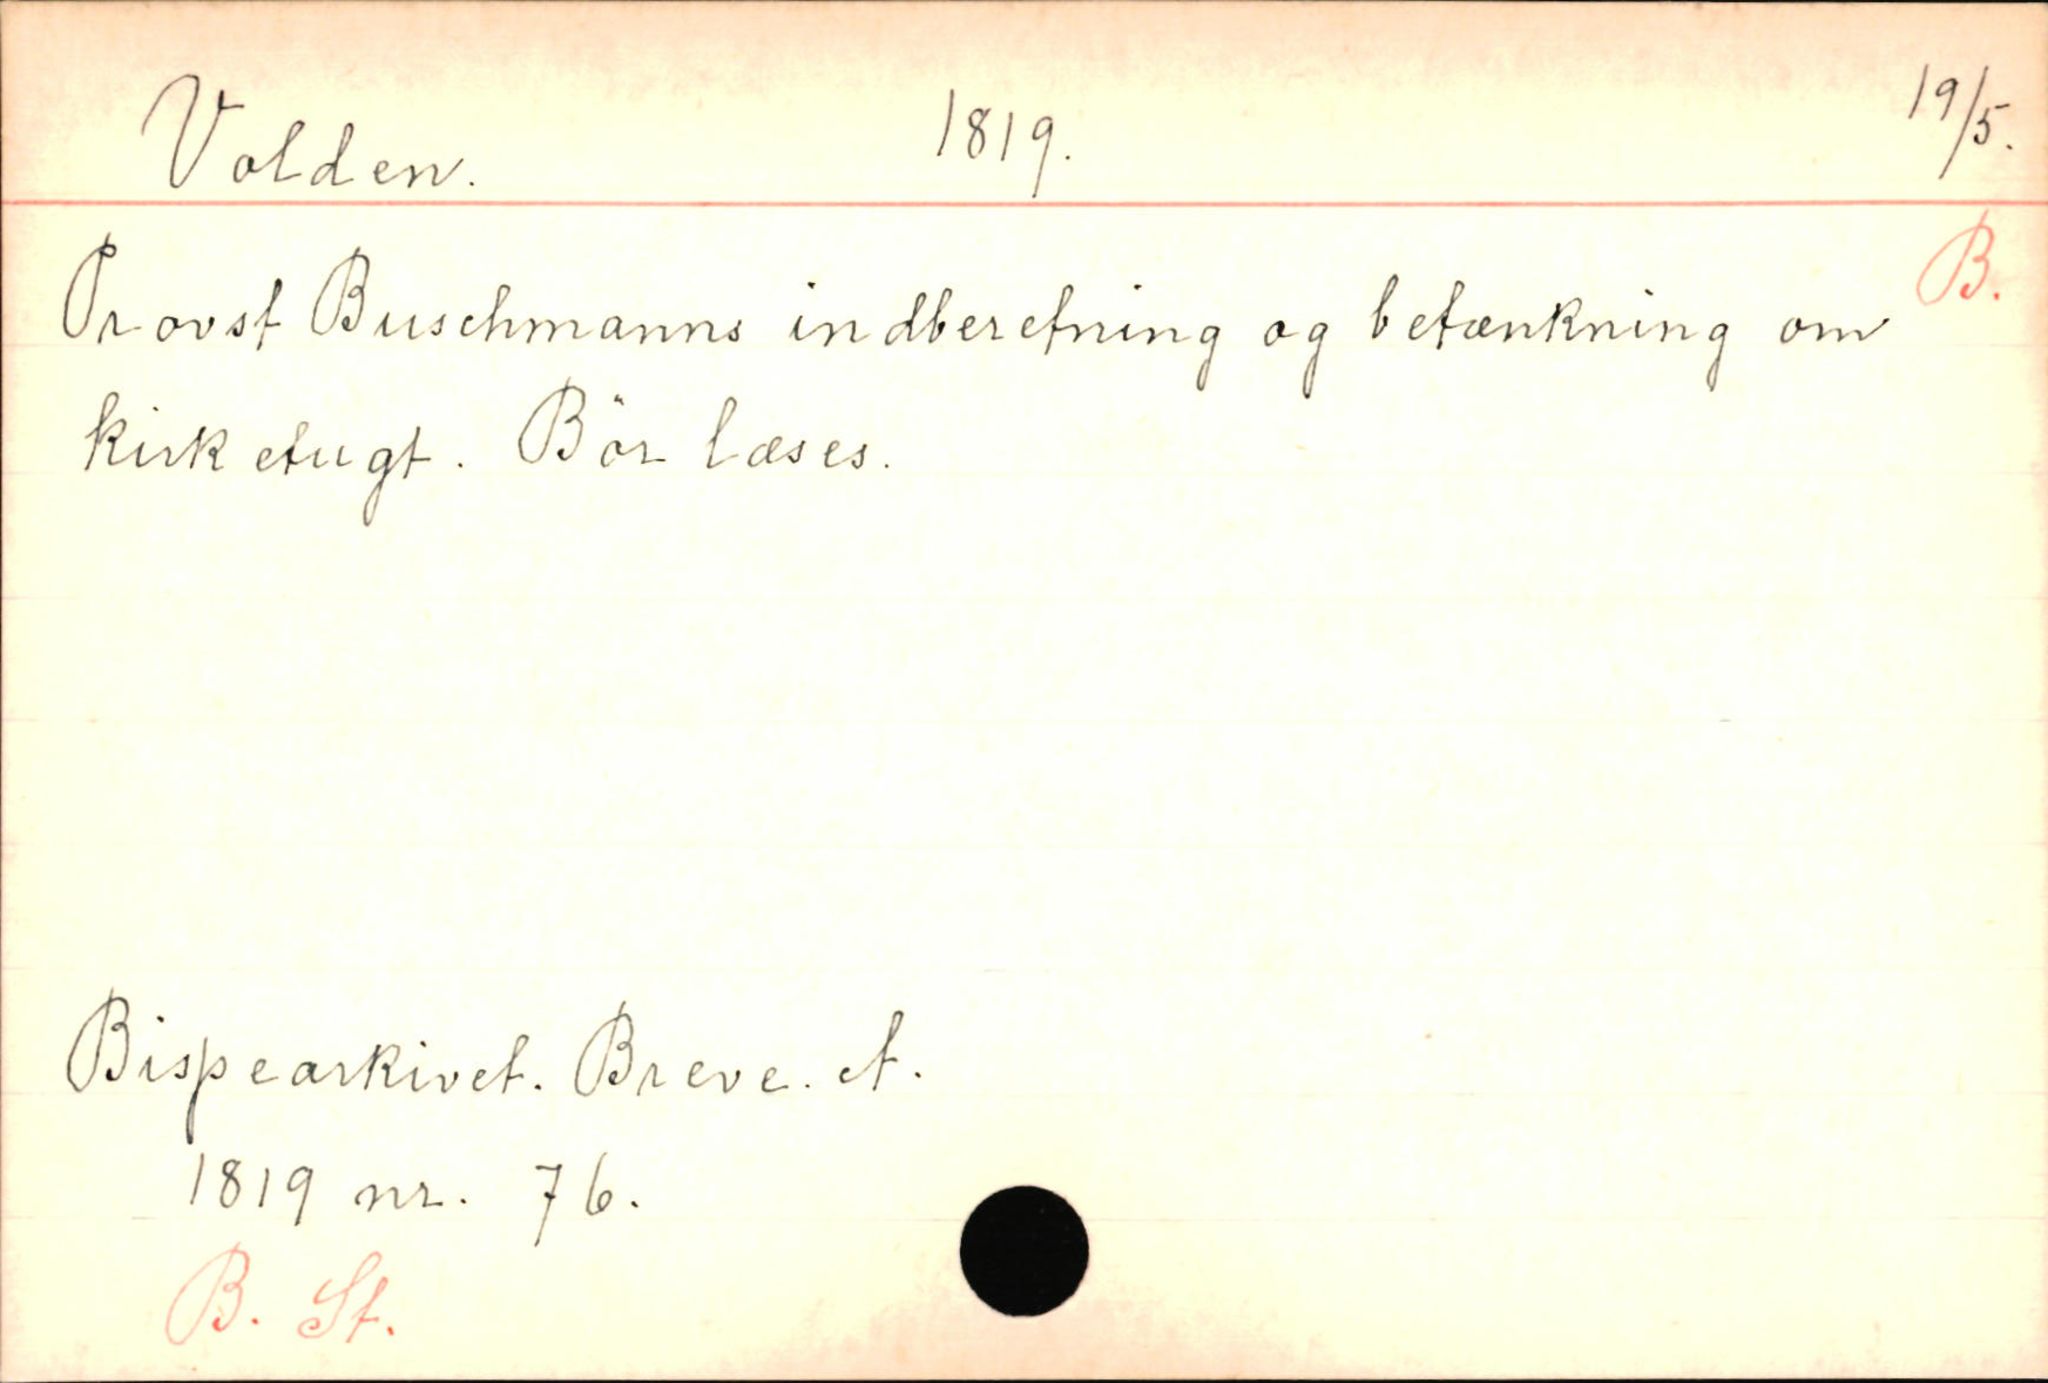 Volden. 1819. 19/5.
B.
Provst Buschmanns indberetning og betænkning om
kirketugt. Bör læses.
Bispearkivet. Breve. A.
1819 nr. 76.
B. St.